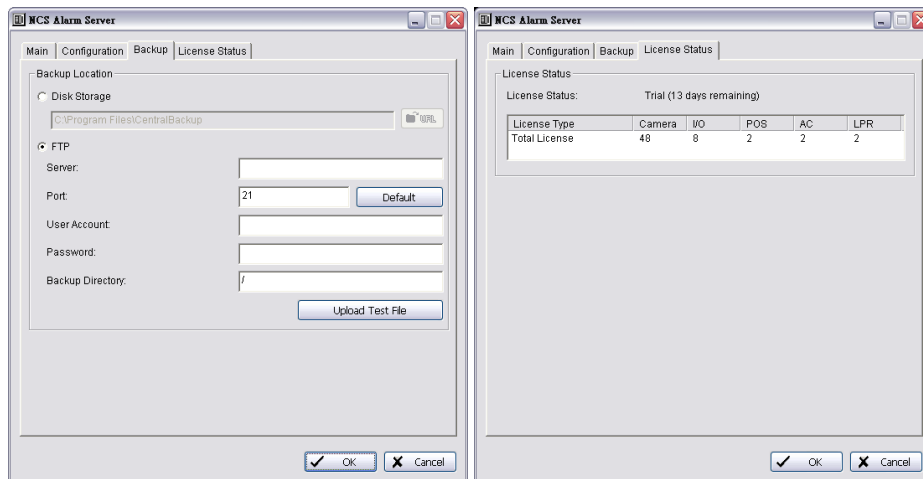 NCS Alarm Server
Main Configuration Backup License Status
Backup Location
Disk Storage
C:\Program Files\CentralBackup URL
FTP
Server:
Port: 21 Default
User Account:
Password:
Backup Directory: /
Upload Test File
OK Cancel
NCS Alarm Server
Main Configuration Backup License Status
License Status
License Status: Trial (13 days remaining)
License Type Camera I/O POS AC LPR
Total License 48 8 2 2 2
OK Cancel